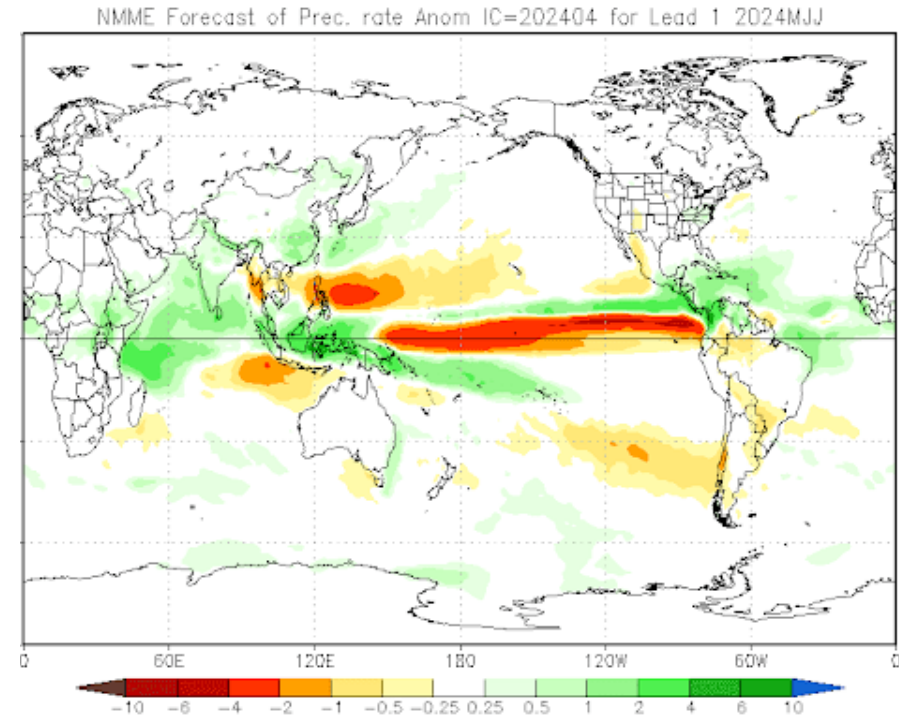 NMME Forecast of Prec. rate Anom IC=202404 for Lead 1 2024MJJ
0 60E 120E 180 120W 60W 0
-10 -6 -4 -2 -1 -0.5 -0.25 0.25 0.5 1 2 4 6 10